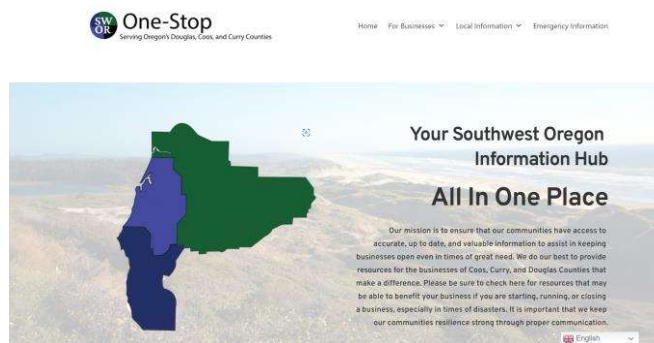 SW
OR
One-Stop
Serving Oregon's Douglas, Coos, and Curry Counties
Home For Businesses Local Information Emergency Information
Your Southwest Oregon
Information Hub
All In One Place
Our mission is to ensure that our communities have access to
accurate, up to date, and valuable information to assist in keeping
businesses open even in times of great need. We do our best to provide
resources for the businesses of Coos, Curry, and Douglas Counties that
make a difference. Please be sure to check here for resources that may
be able to benefit your business if you are starting, running, or closing
a business, especially in times of disasters. It is important that we keep
our communities resilience strong through proper communication.
English